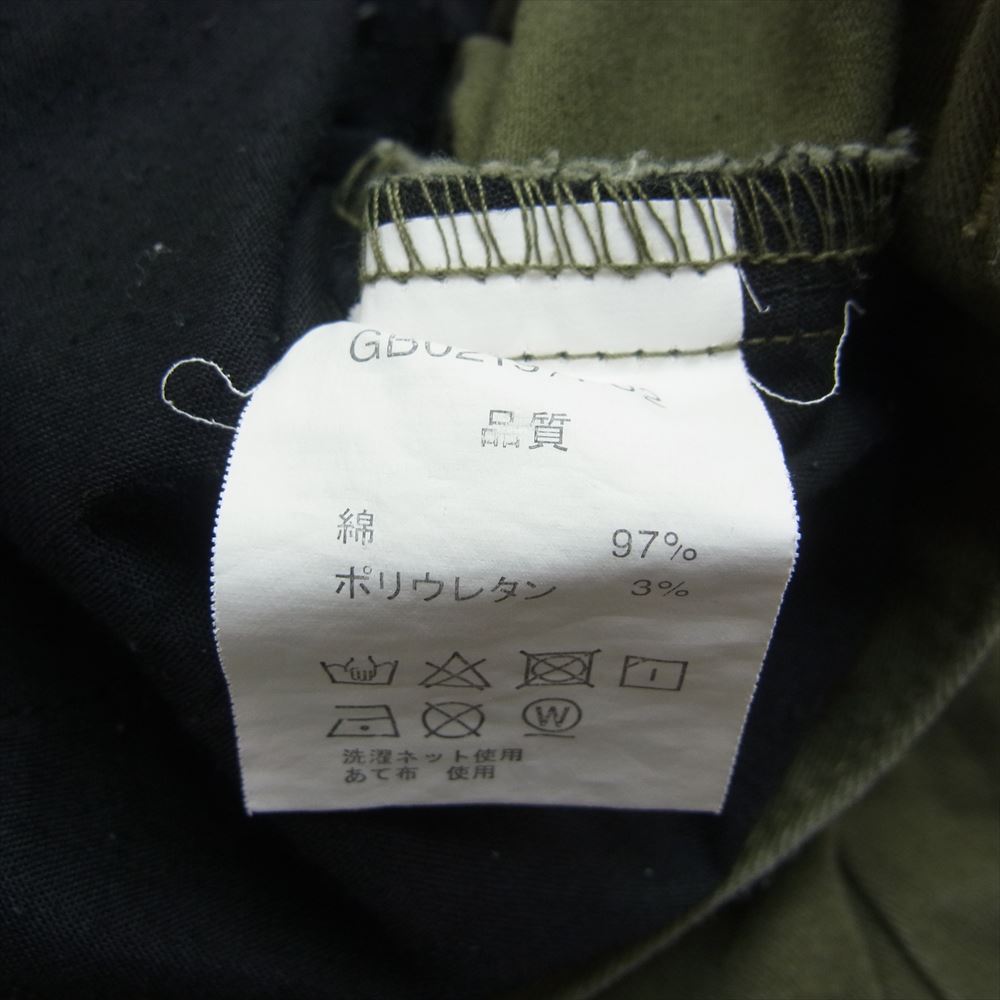 品質
綿 97%
ポリウレタン 3%
W
洗濯ネット使用
あて布 使用